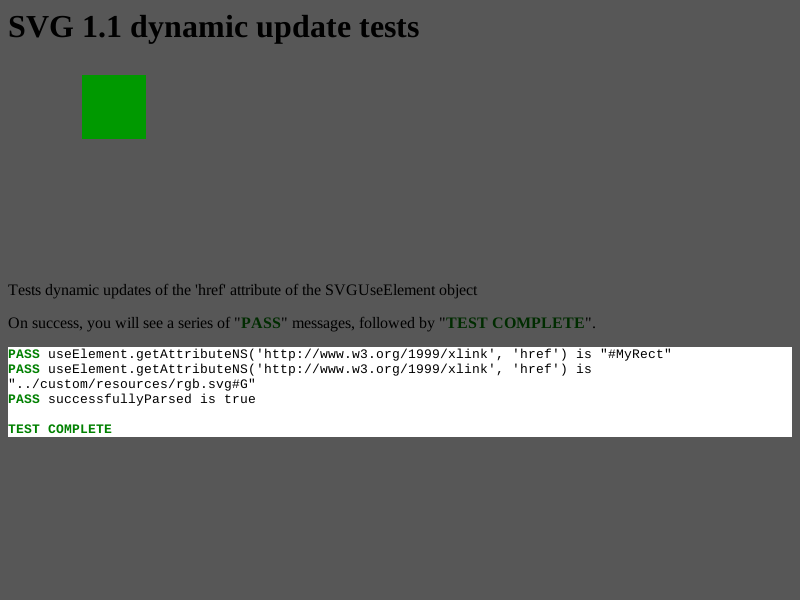 SVG 1.1 dynamic update tests
Tests dynamic updates of the 'href' attribute of the SVGUseElement object
On success, you will see a series of "PASS" messages, followed by "TEST COMPLETE".
PASS useElement.getAttributeNS('http://www.w3.org/1999/xlink', 'href') is "#MyRect"
PASS useElement.getAttributeNS('http://www.w3.org/1999/xlink', 'href') is
"../custom/resources/rgb.svg#G"
PASS successfullyParsed is true
TEST COMPLETE